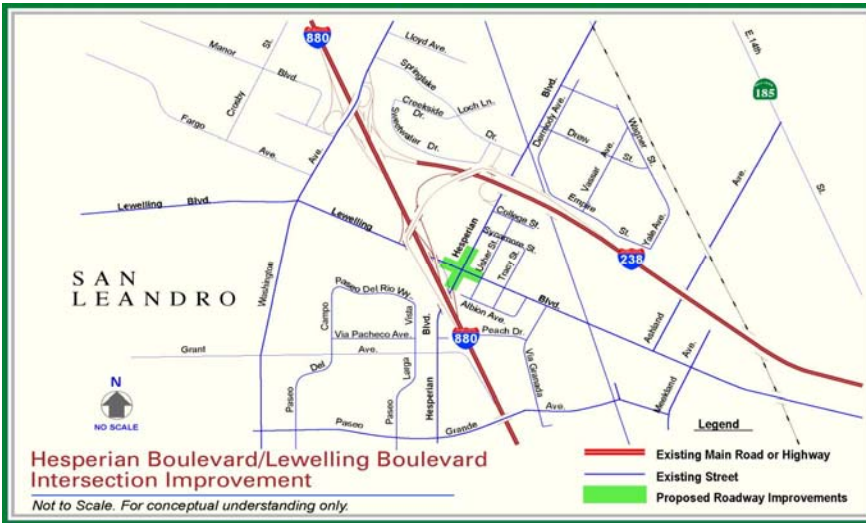 880
Manor
Blvd.
Crosby
St.
Fargo
Ave.
Ave.
Lloyd Ave.
Springlake
Dr.
Creekside
Dr.
Loch Ln.
Sweetwater
Dr.
Hesperian
Blvd.
Dermody Ave.
Drew
St.
Vassar
Ave.
Wagner
St.
Empire
St.
Yale Ave.
E. 14th
St.
185
Ashland
Ave.
Lewelling Blvd.
Lewelling
Blvd.
College St.
Sycamore St.
Usher St.
Tract St.
238
SAN
LEANDRO
Washington
Paseo Del Rio Wy.
Campo
Vista
Via Pacheco Ave.
Blvd.
Albion Ave.
Peach Dr.
880
Grant
Ave.
Del
Paseo
Larga
Paseo
Hesperian
Via Granada
Meekland
Ave.
Paseo
Grande
Ave.
N
NO SCALE
Legend
Existing Main Road or Highway
Existing Street
Proposed Roadway Improvements
Hesperian Boulevard/Lewelling Boulevard
Intersection Improvement
Not to Scale. For conceptual understanding only.